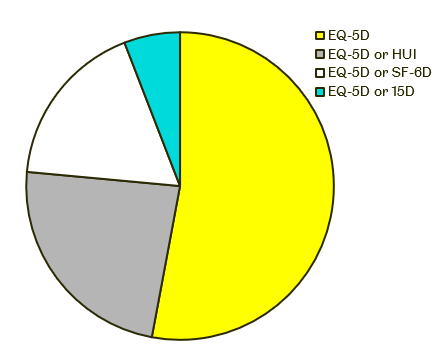 EQ-5D
EQ-5D or HUI
EQ-5D or SF-6D
EQ-5D or 15D